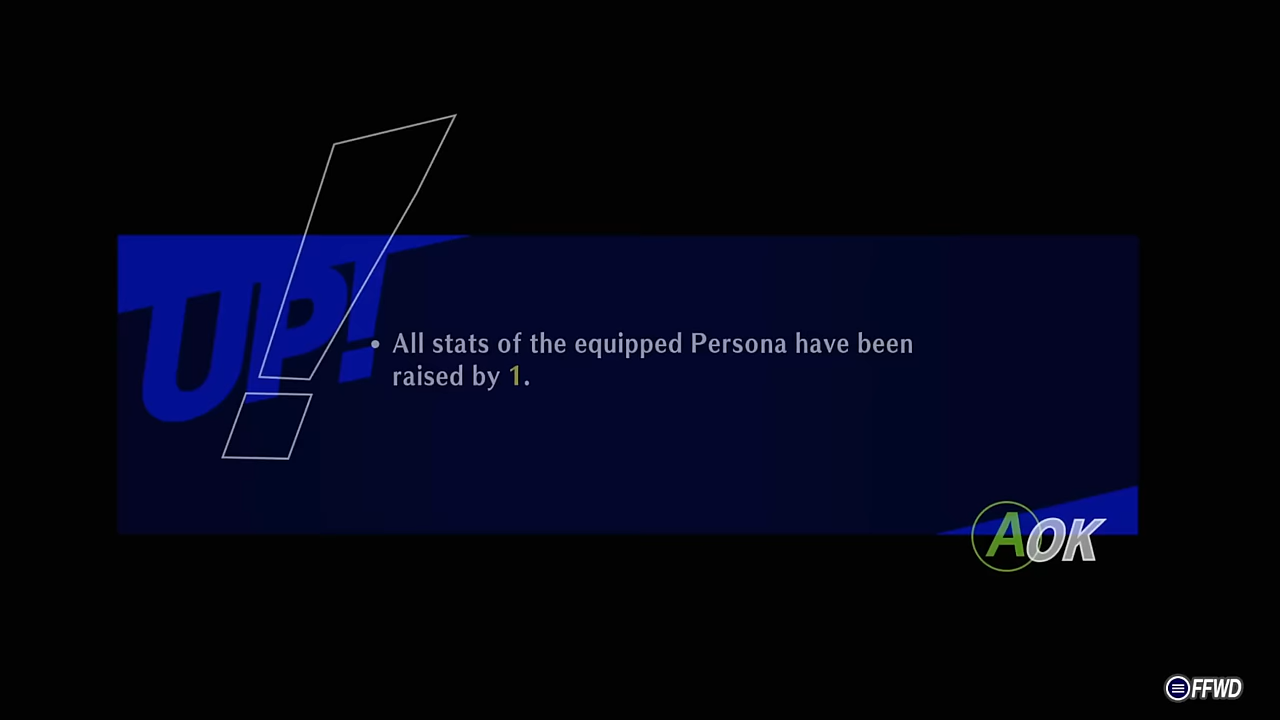 UP!
• All stats of the equipped Persona have been
raised by 1.
A OK
FFWD